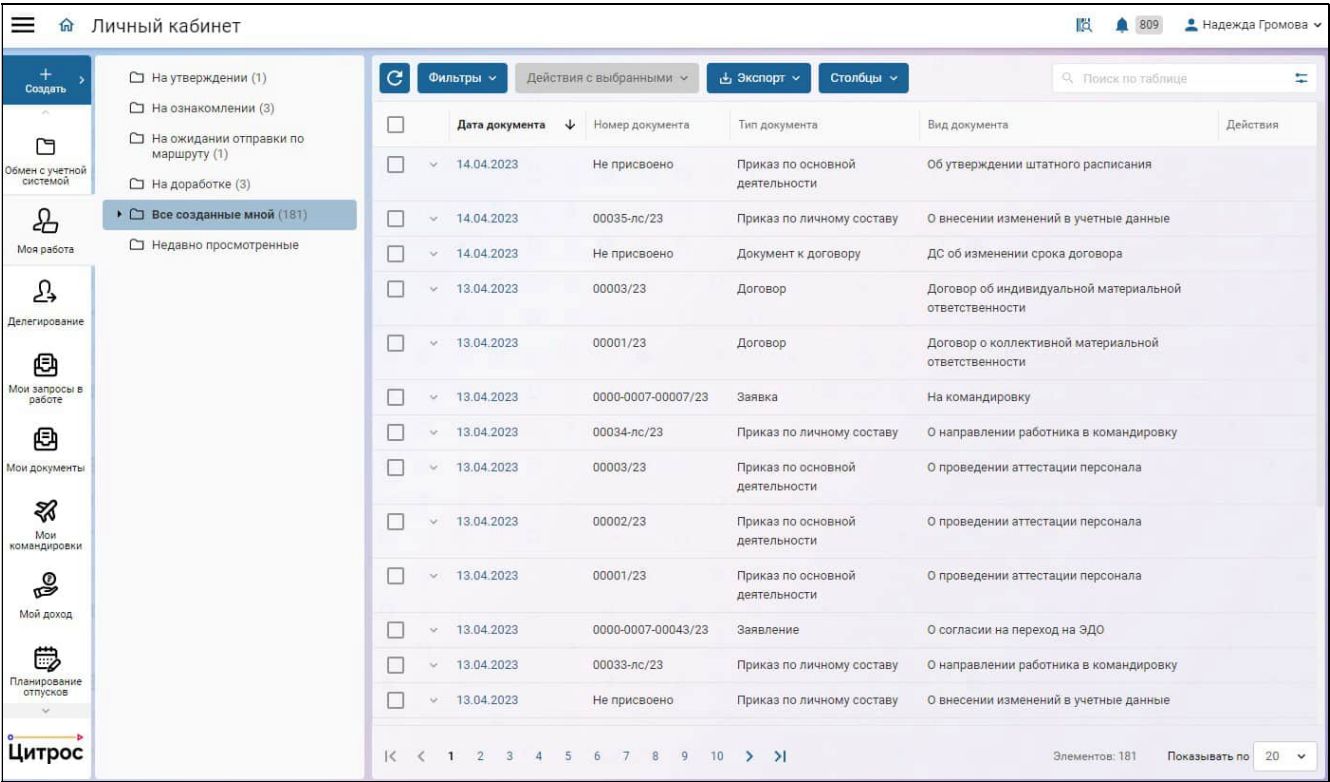 Личный кабинет
809
Надежда Громова
Создать
Обмен с учетной
системой
Моя работа
Делегирование
Мои запросы в
работе
Мои документы
Мои
командировки
Мой доход
Планирование
отпусков
Цитрос
На утверждении (1)
На ознакомлении (3)
На ожидании отправки по
маршруту (1)
На доработке (3)
Все созданные мной (181)
Недавно просмотренные
Фильтры Действия с выбранными Экспорт Столбцы Поиск по таблице
Дата документа Номер документа Тип документа Вид документа Действия
14.04.2023 Не присвоено Приказ по основной Об утверждении штатного расписания
деятельности
14.04.2023 00035-лс/23 Приказ по личному составу О внесении изменений в учетные данные
14.04.2023 Не присвоено Документ к договору ДС об изменении срока договора
13.04.2023 00003/23 Договор Договор об индивидуальной материальной
ответственности
13.04.2023 00001/23 Договор Договор о коллективной материальной
ответственности
13.04.2023 0000-0007-00007/23 Заявка На командировку
13.04.2023 00034-лс/23 Приказ по личному составу О направлении работника в командировку
13.04.2023 00003/23 Приказ по основной О проведении аттестации персонала
деятельности
13.04.2023 00002/23 Приказ по основной О проведении аттестации персонала
деятельности
13.04.2023 00001/23 Приказ по основной О проведении аттестации персонала
деятельности
13.04.2023 0000-0007-00043/23 Заявление О согласии на переход на ЭДО
13.04.2023 00033-лс/23 Приказ по личному составу О направлении работника в командировку
13.04.2023 Не присвоено Приказ по личному составу О внесении изменений в учетные данные
1 2 3 4 5 6 7 8 9 10 Элементов: 181 Показывать по 20